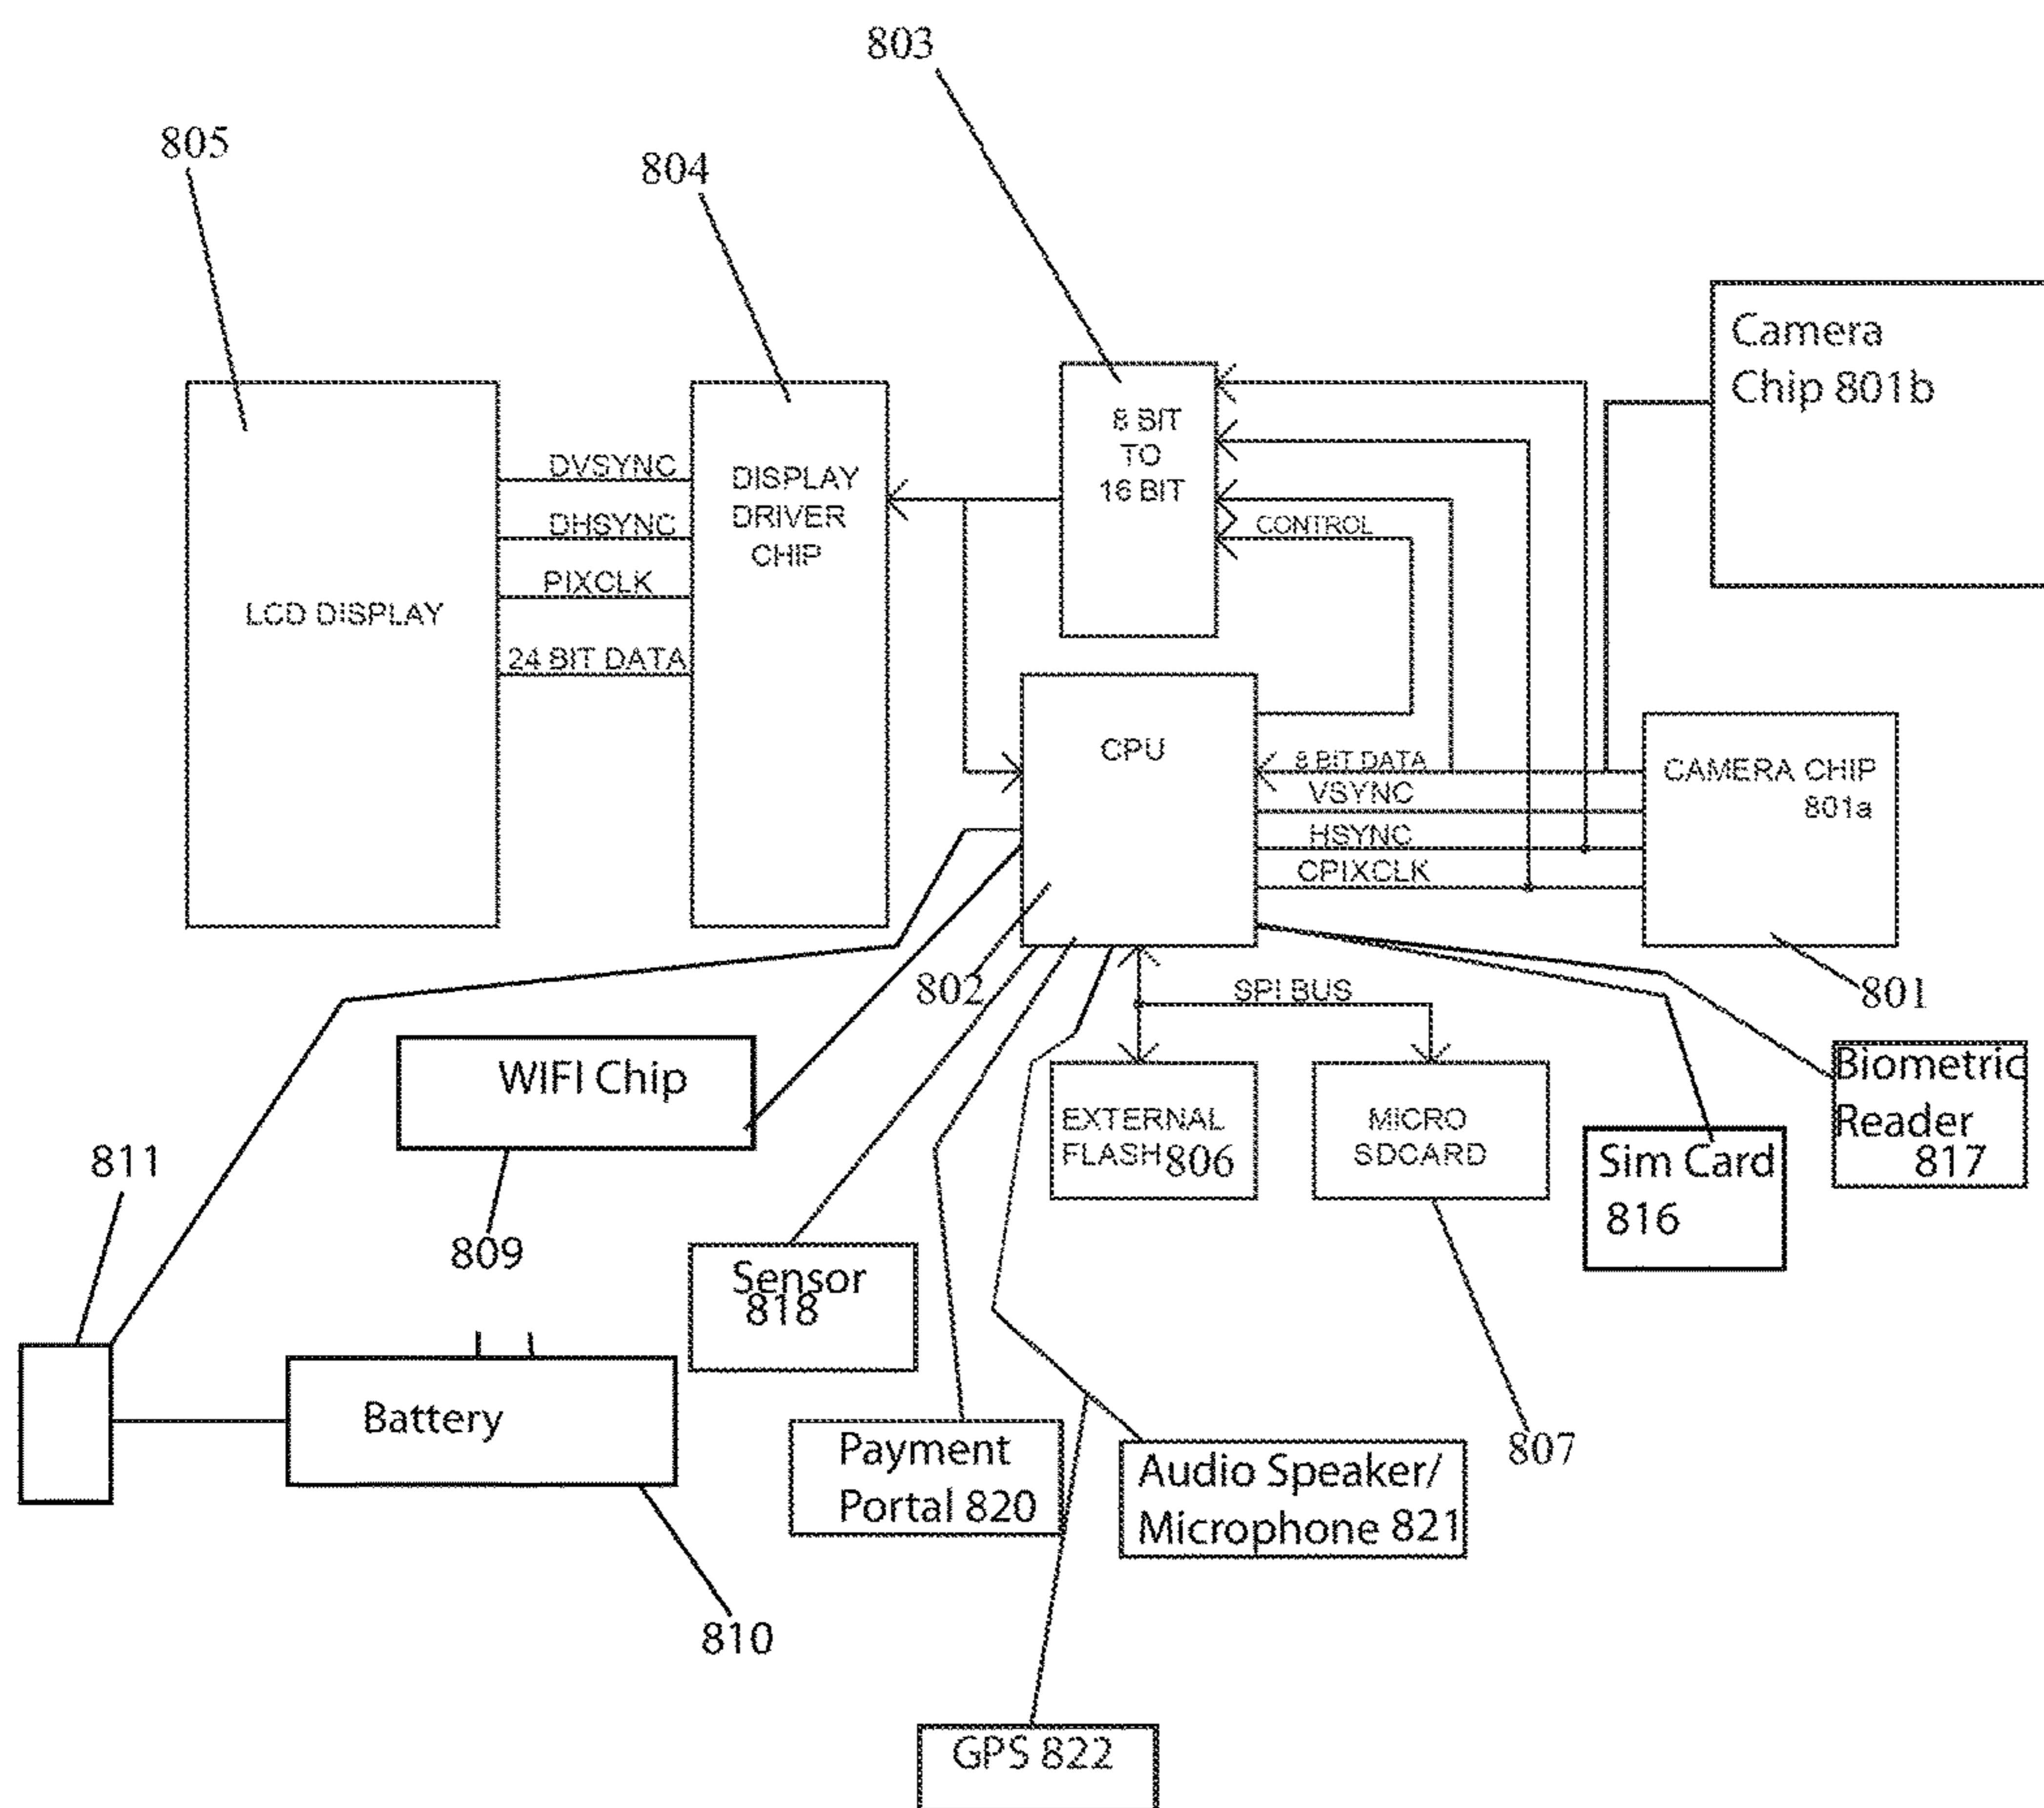 803
805
804
Camera
Chip 801b
8 BIT
TO
16 BIT
DVSYNC
DISPLAY
DRIVER
CHIP
DHSYNC
CONTROL
PIXCLK
LCD DISPLAY
24 BIT DATA
CPU
8 BIT DATA
CAMERA CHIP
801a
VSYNC
HSYNC
CPIXCLK
802
SPI BUS
801
WIFI Chip
Biometric
Reader
817
EXTERNAL
FLASH 806
MICRO
SDCARD
Sim Card
816
811
809
Sensor
818
Battery
Payment
Portal 820
Audio Speaker/
Microphone 821
807
810
GPS 822